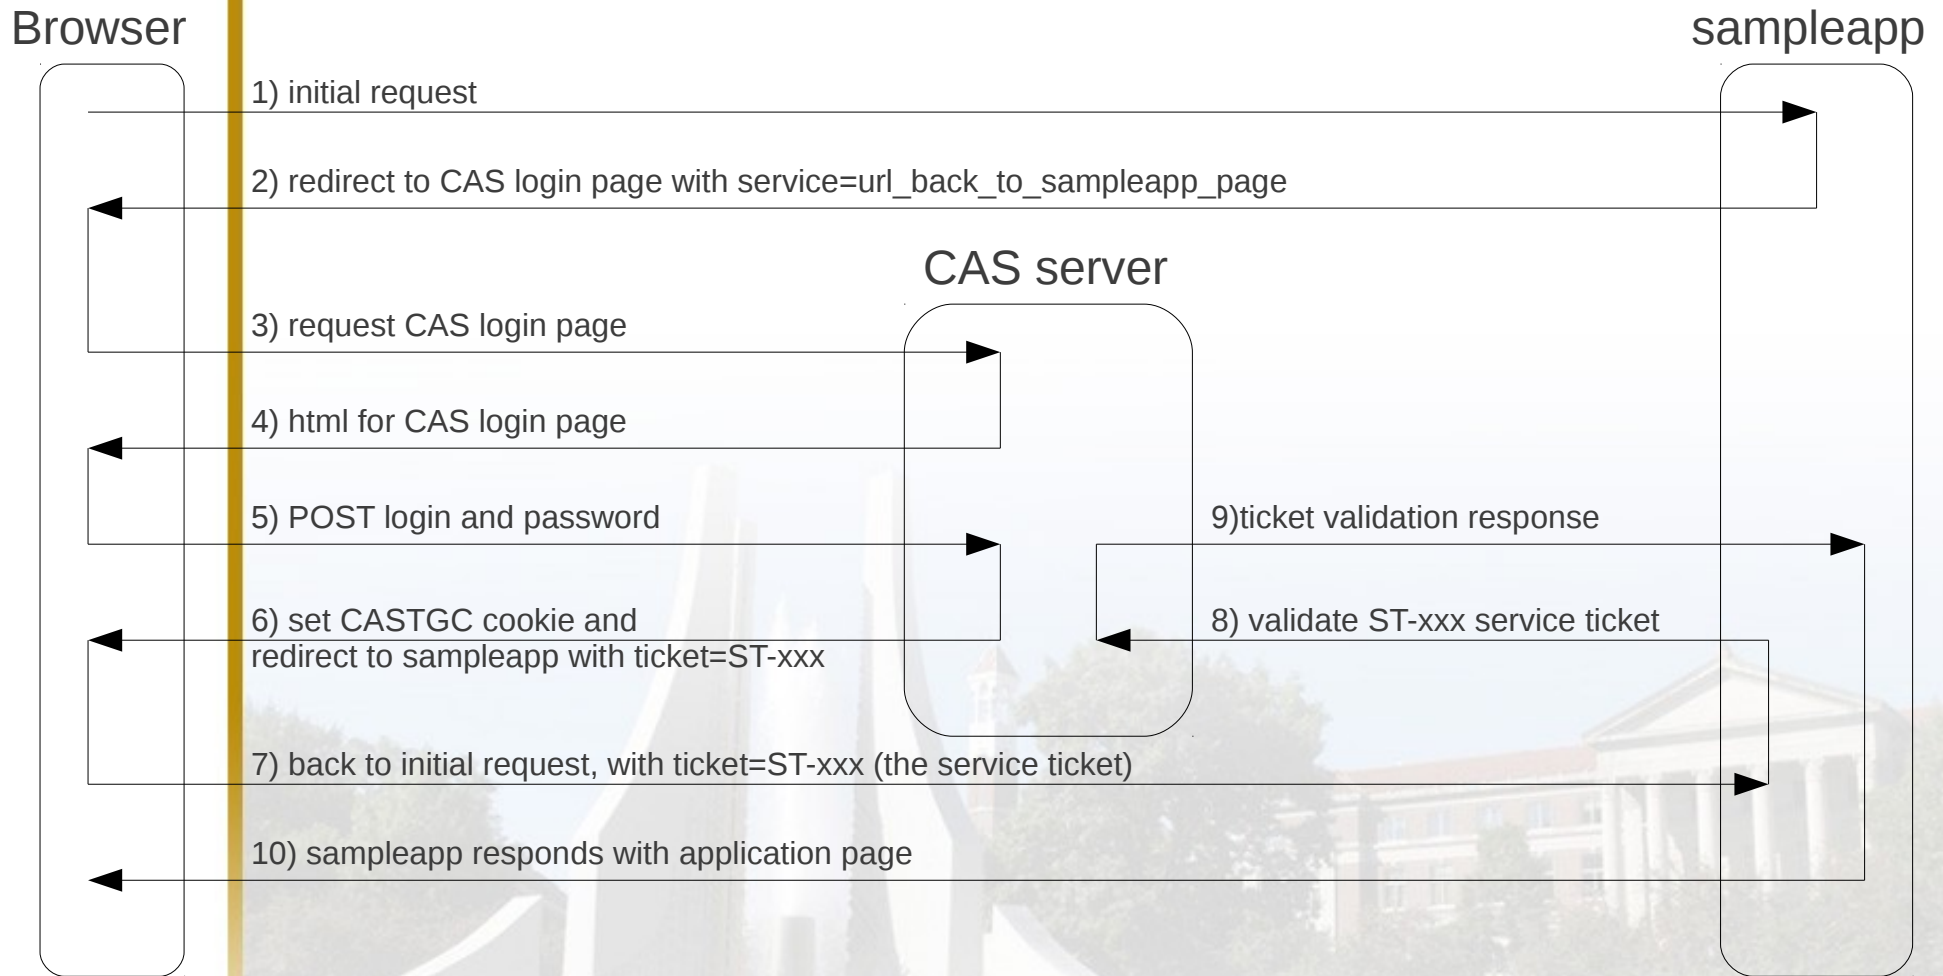 Browser
sampleapp
1) initial request
2) redirect to CAS login page with service=url_back_to_sampleapp_page
CAS server
3) request CAS login page
4) html for CAS login page
5) POST login and password
9)ticket validation response
6) set CASTGC cookie and
redirect to sampleapp with ticket=ST-xxx
8) validate ST-xxx service ticket
7) back to initial request, with ticket=ST-xxx (the service ticket)
10) sampleapp responds with application page